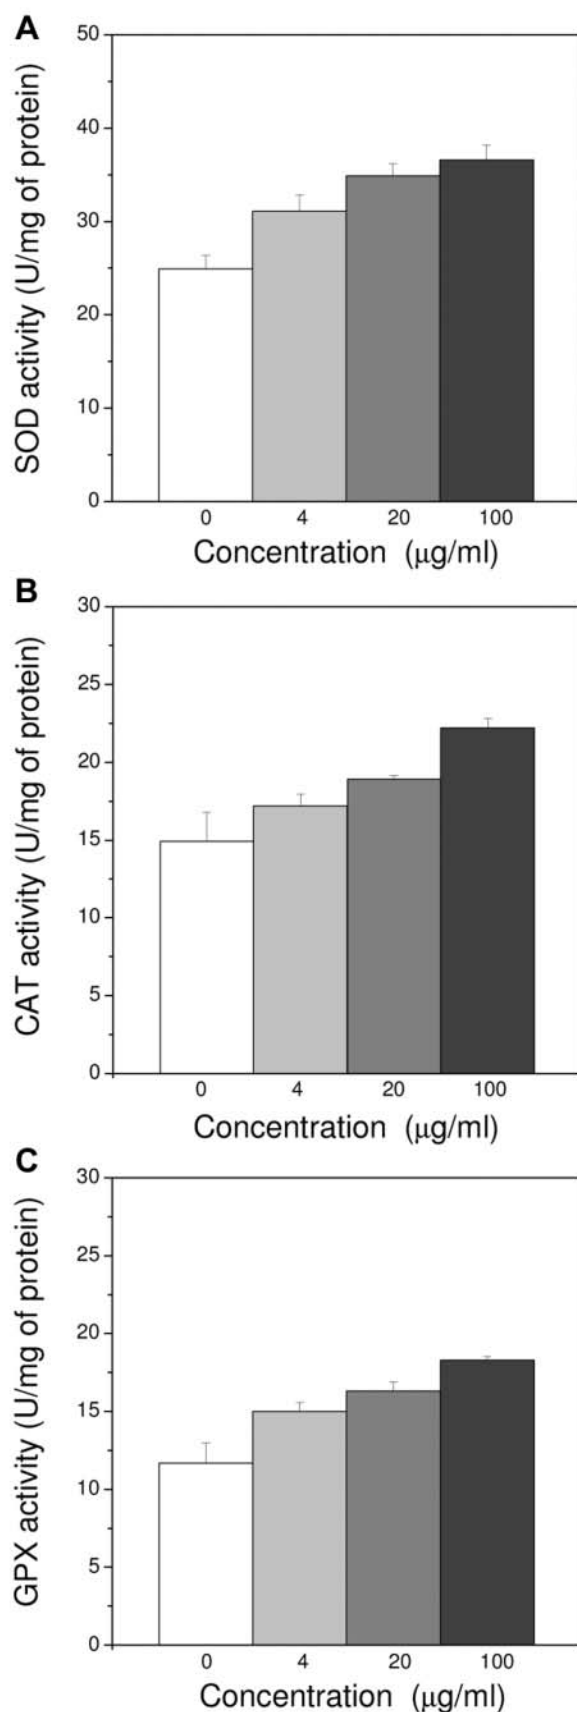 A
SOD activity (U/mg of protein)
50
40
30
20
10
0
0 4 20 100
Concentration (μg/ml)
B
CAT activity (U/mg of protein)
30
25
20
15
10
5
0
0 4 20 100
Concentration (μg/ml)
C
GPX activity (U/mg of protein)
30
25
20
15
10
5
0
0 4 20 100
Concentration (μg/ml)